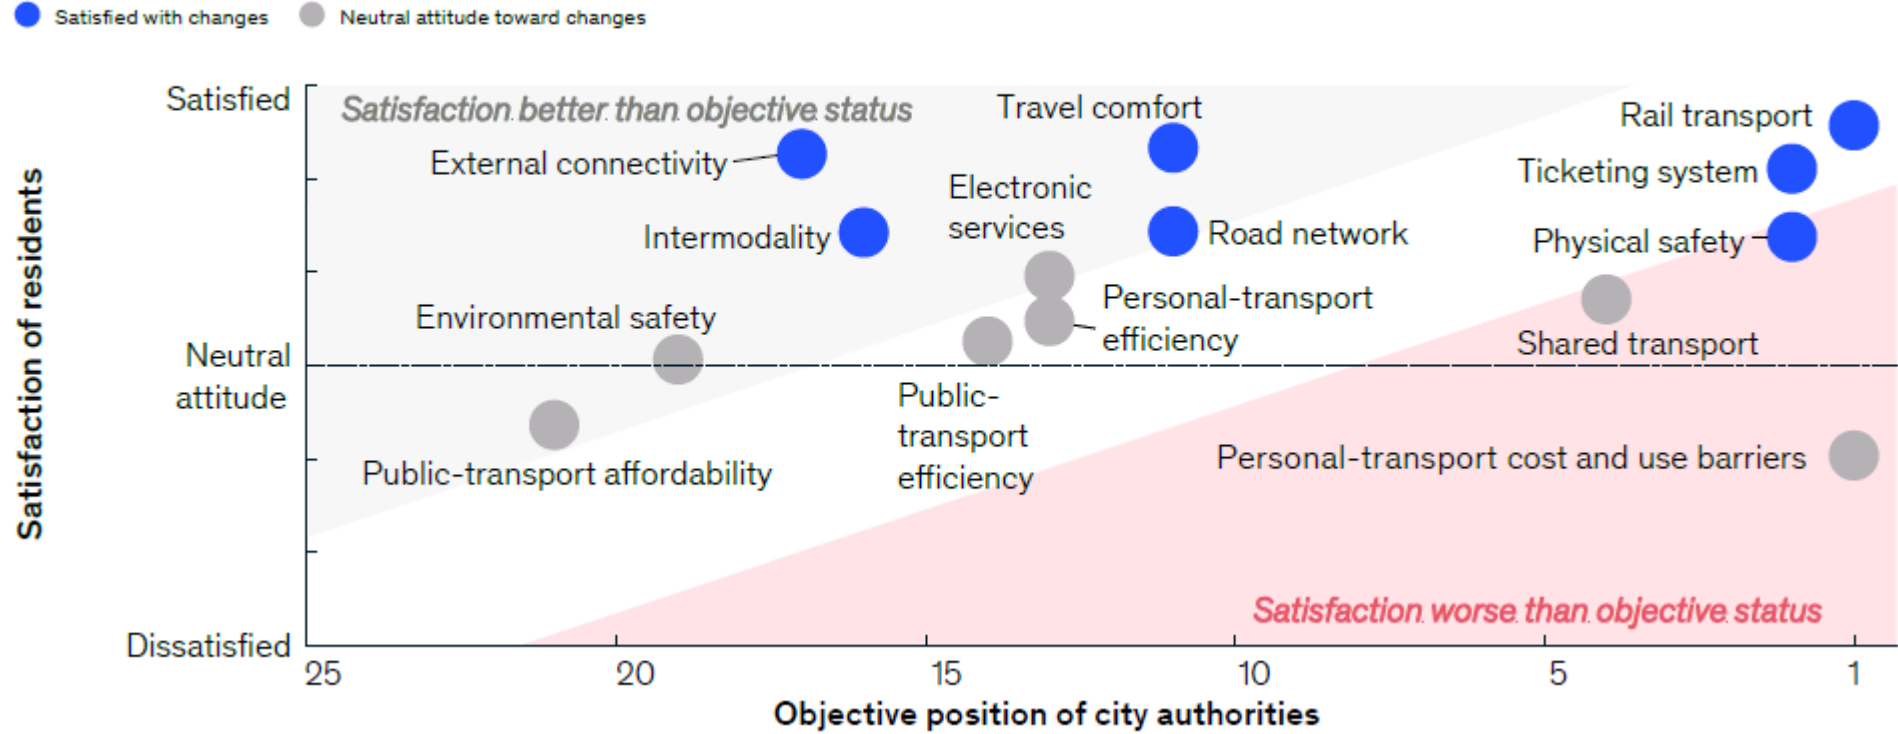 Satisfied with changes
Neutral attitude toward changes
Satisfaction of residents
Satisfied
Neutral
attitude
Dissatisfied
Satisfaction better than objective status
External connectivity
Intermodality
Environmental safety
Public-transport affordability
Travel comfort
Electronic
services
Road network
Personal-transport
efficiency
Public-
transport
efficiency
Rail transport
Ticketing system
Physical safety
Shared transport
Personal-transport cost and use barriers
Satisfaction worse than objective status
25 20 15 10 5 1
Objective position of city authorities